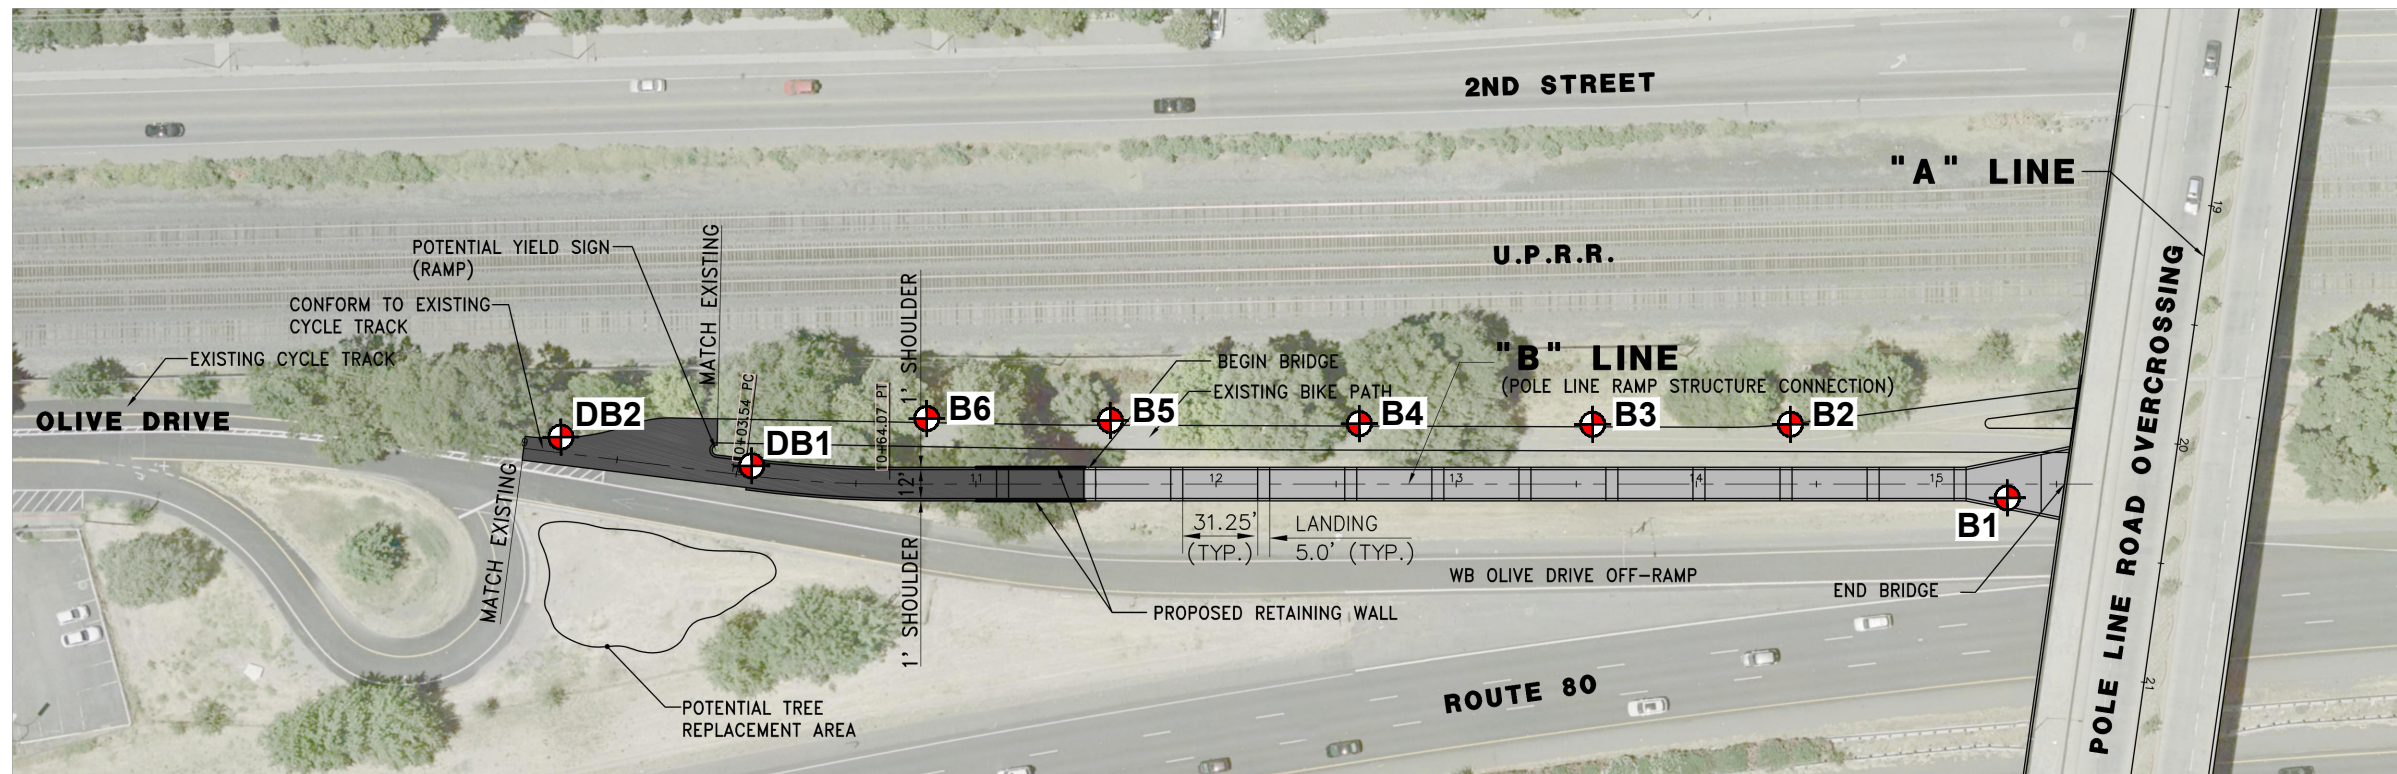 2ND STREET
"A" LINE
19
U.P.R.R.
POTENTIAL YIELD SIGN
(RAMP)
MATCH EXISTING
CONFORM TO EXISTING
CYCLE TRACK
EXISTING CYCLE TRACK
OLIVE DRIVE
1' SHOULDER
BEGIN BRIDGE
"B" LINE
(POLE LINE RAMP STRUCTURE CONNECTION)
EXISTING BIKE PATH
DB2
DB1
B6
B5
B4
B3
B2
B1
10+03.54 PC
10+64.07 PT
12'
11
12
13
14
15
20
21
POLE LINE ROAD OVERCROSSING
MATCH EXISTING
31.25'
(TYP.)
LANDING
5.0' (TYP.)
1' SHOULDER
WB OLIVE DRIVE OFF-RAMP
END BRIDGE
PROPOSED RETAINING WALL
ROUTE 80
POTENTIAL TREE
REPLACEMENT AREA